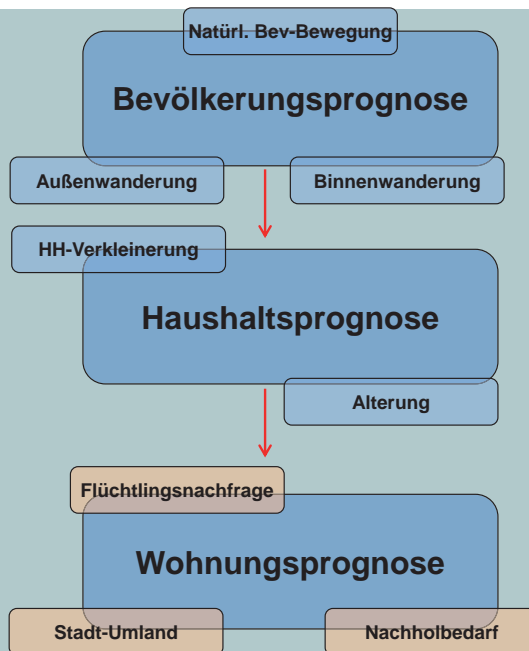 Natürl. Bev-Bewegung
Bevölkerungsprognose
Außenwanderung
Binnenwanderung
HH-Verkleinerung
Haushaltsprognose
Alterung
Flüchtlingsnachfrage
Wohnungsprognose
Stadt-Umland
Nachholbedarf